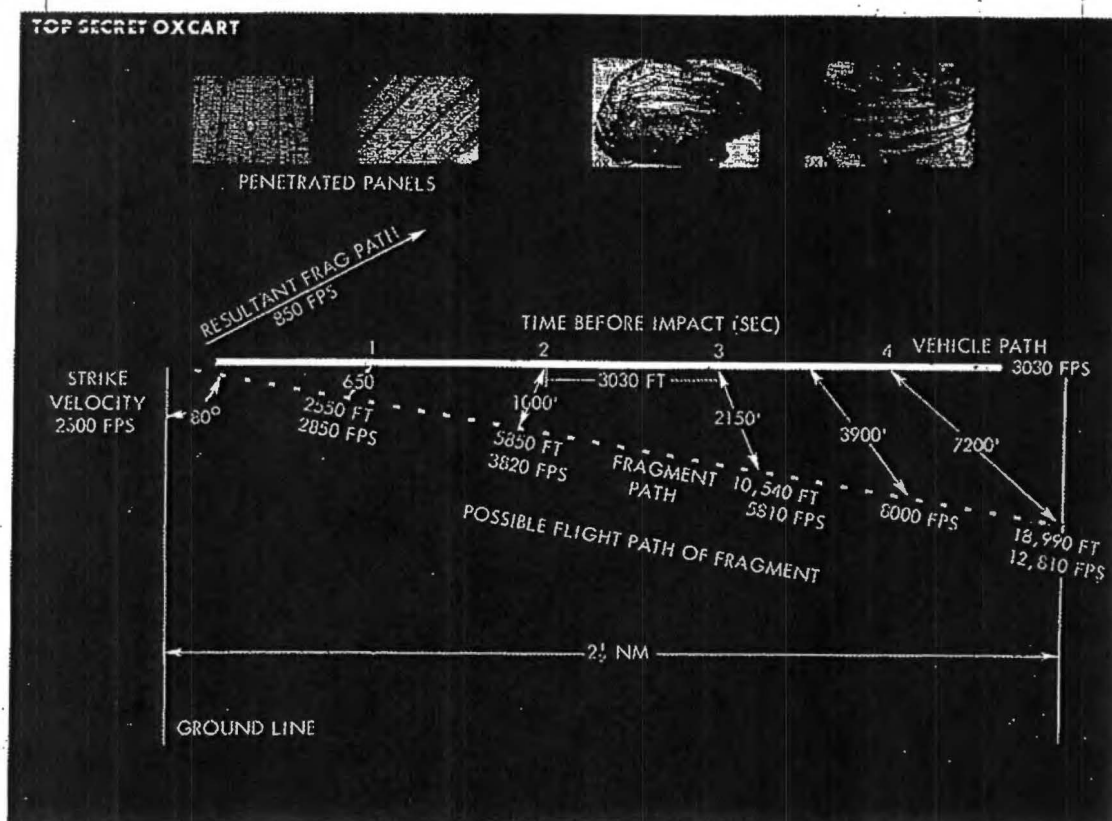 TOP SECRET OXCART
PENETRATED PANELS
RESULTANT FRAG PATH
850 FPS
TIME BEFORE IMPACT (SEC)
1
2
3
4
VEHICLE PATH
3030 FPS
STRIKE
VELOCITY
2300 FPS
80°
650
3030 FT
1000'
2150'
3900'
7200'
2550 FT
2850 FPS
5850 FT
3820 FPS
FRAGMENT
PATH
10,540 FT
5810 FPS
8000 FPS
18,990 FT
12,810 FPS
POSSIBLE FLIGHT PATH OF FRAGMENT
NM
GROUND LINE